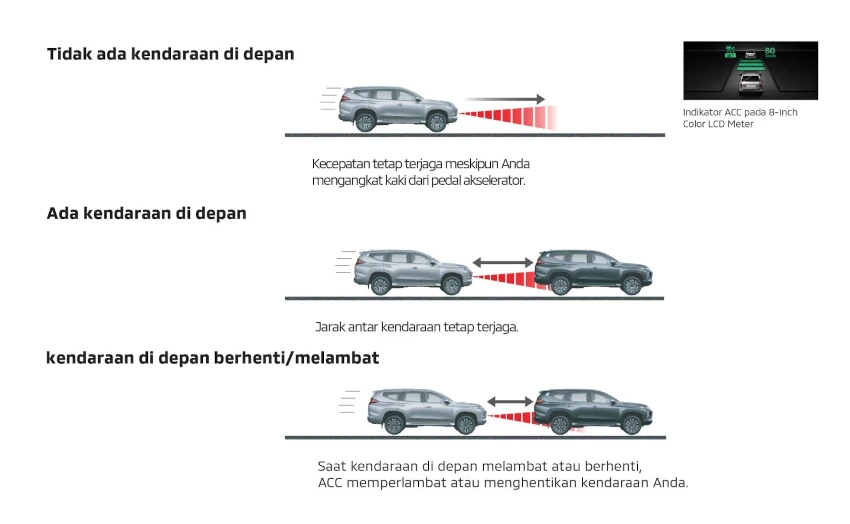 Tidak ada kendaraan di depan
80
km/h
Indikator ACC pada 8-Inch
Color LCD Meter
Kecepatan tetap terjaga meskipun Anda
mengangkat kaki dari pedal akselerator.
Ada kendaraan di depan
Jarak antar kendaraan tetap terjaga.
kendaraan di depan berhenti/melambat
Saat kendaraan di depan melambat atau berhenti,
ACC memperlambat atau menghentikan kendaraan Anda.